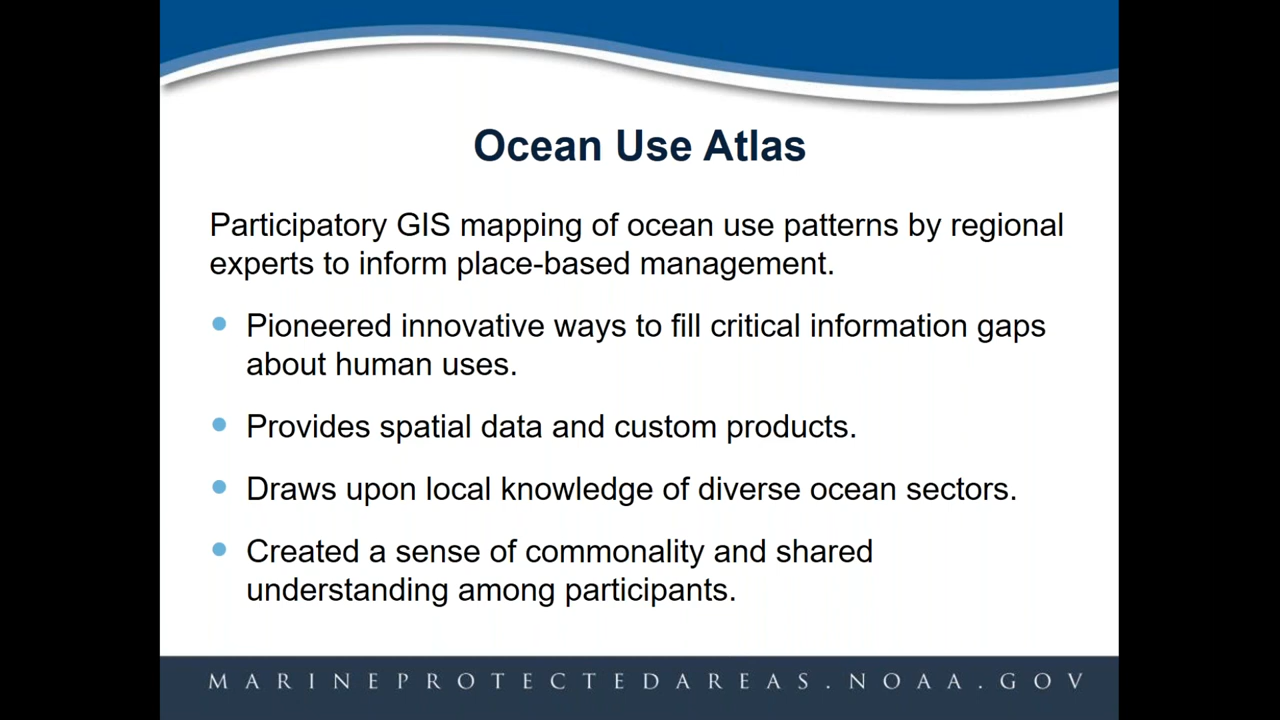 Ocean Use Atlas
Participatory GIS mapping of ocean use patterns by regional
experts to inform place-based management.
Pioneered innovative ways to fill critical information gaps
about human uses.
Provides spatial data and custom products.
Draws upon local knowledge of diverse ocean sectors.
Created a sense of commonality and shared
understanding among participants.
MARINEPROTECTEDAREAS.NOAA.GOV